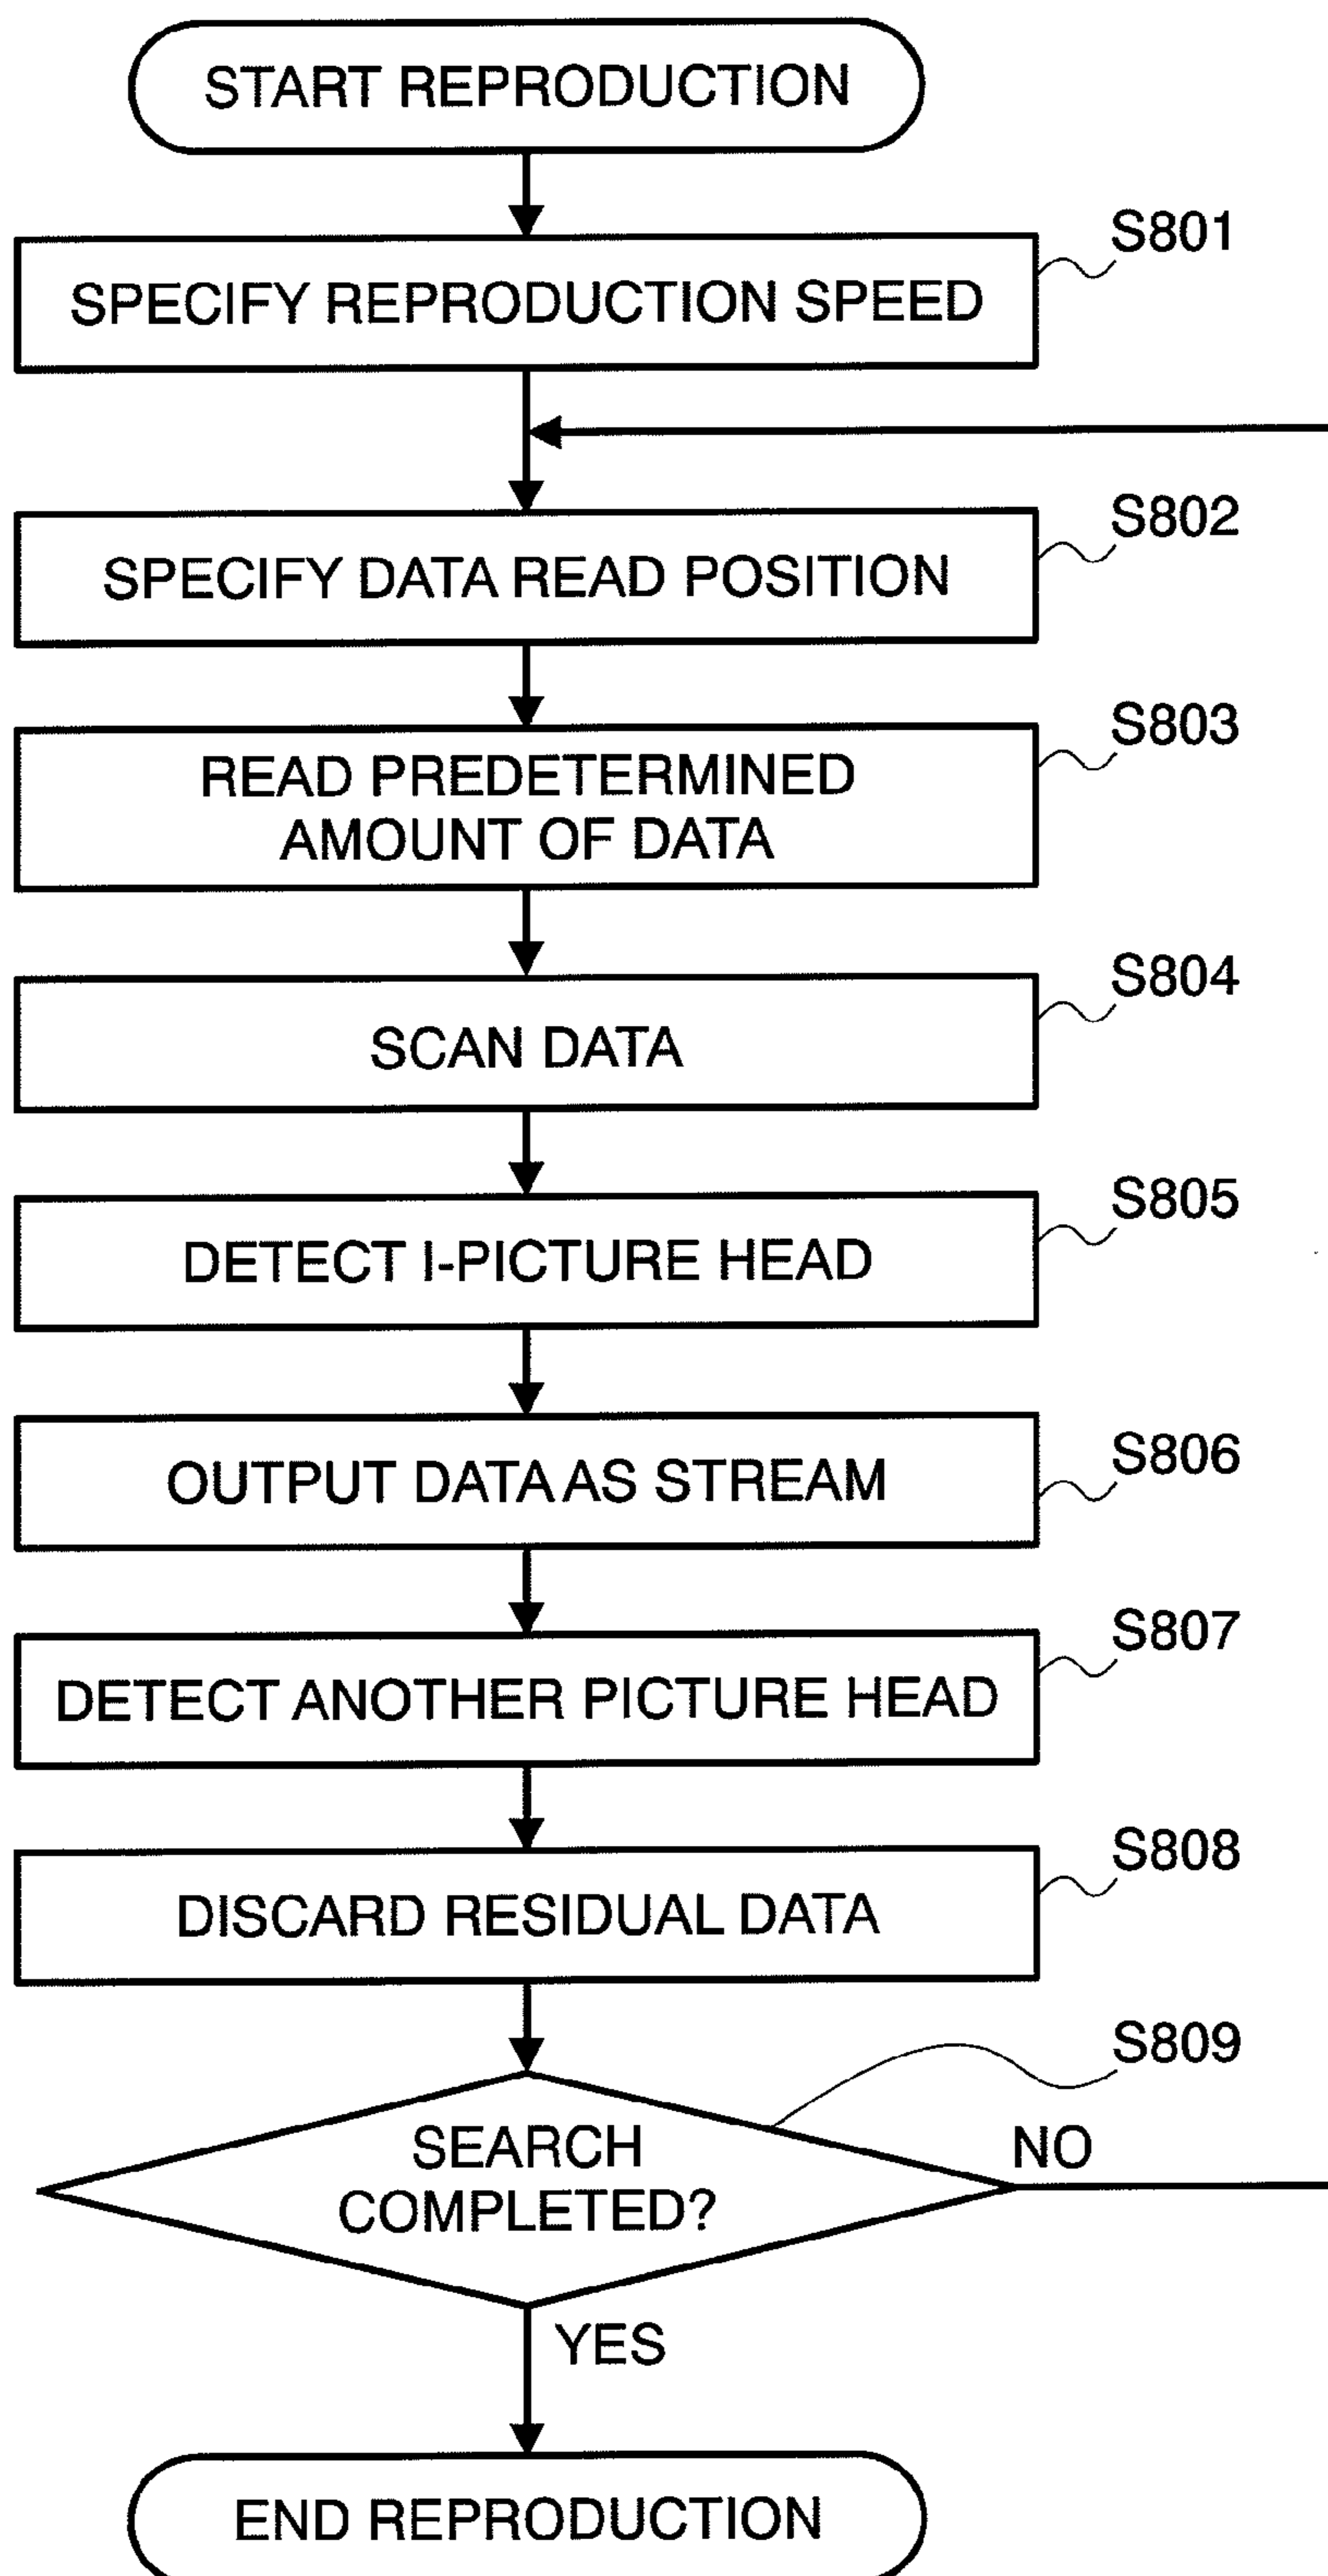 START REPRODUCTION
S801
SPECIFY REPRODUCTION SPEED
S802
SPECIFY DATA READ POSITION
S803
READ PREDETERMINED
AMOUNT OF DATA
S804
SCAN DATA
S805
DETECT I-PICTURE HEAD
S806
OUTPUT DATA AS STREAM
S807
DETECT ANOTHER PICTURE HEAD
S808
DISCARD RESIDUAL DATA
S809
SEARCH
COMPLETED?
NO
YES
END REPRODUCTION